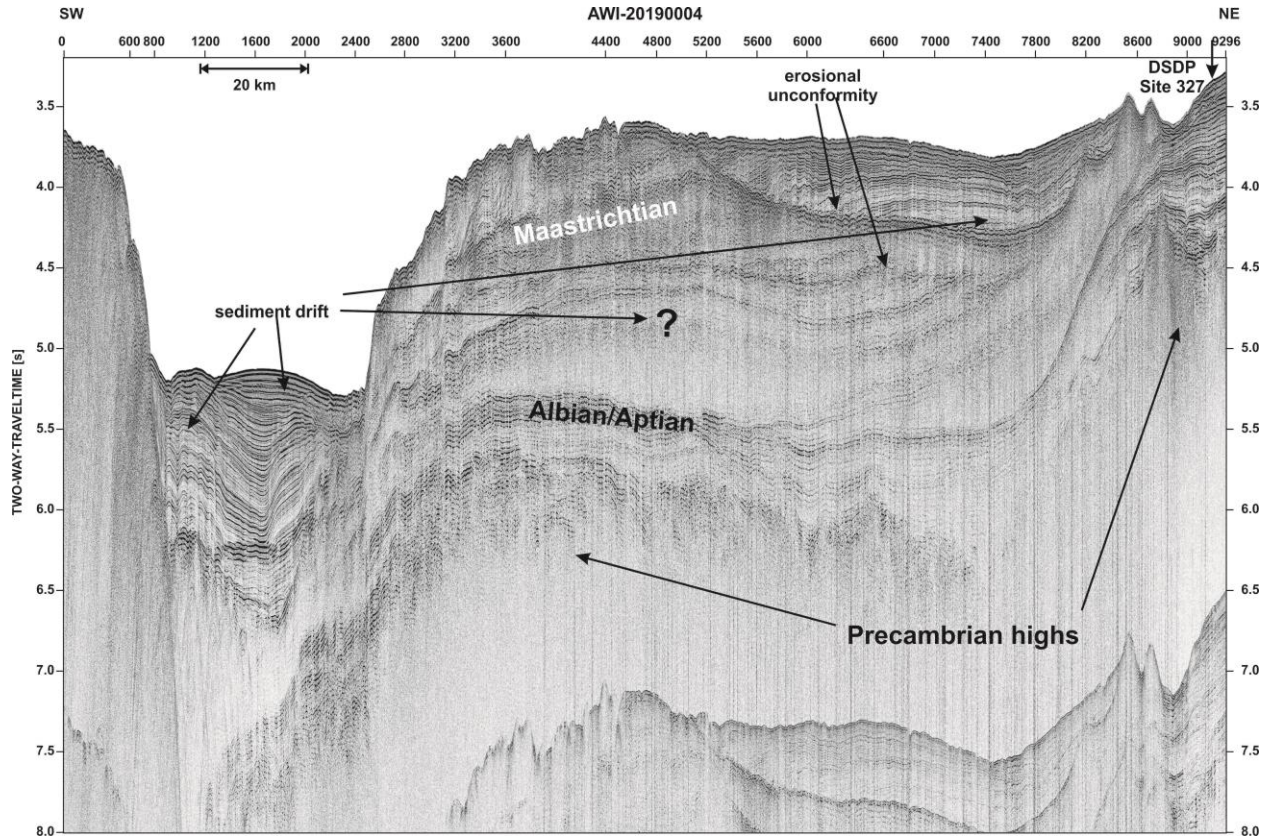 SW AWI-20190004 NE
0 600 800 1200 1600 2000 2400 2800 3200 3600 4400 4800 5200 6000 6600 7000 7400 8200 8600 9000 9296
20 km
erosional
unconformity
DSDP
Site 327
3.5 3.5
4.0 4.0
Maastrichtian
4.5 4.5
sediment drift
?
5.0 5.0
TWO-WAY-TRAVELTIME [s]
Albian/Aptian
5.5 5.5
6.0 6.0
6.5 6.5
Precambrian highs
7.0 7.0
7.5 7.5
8.0 8.0